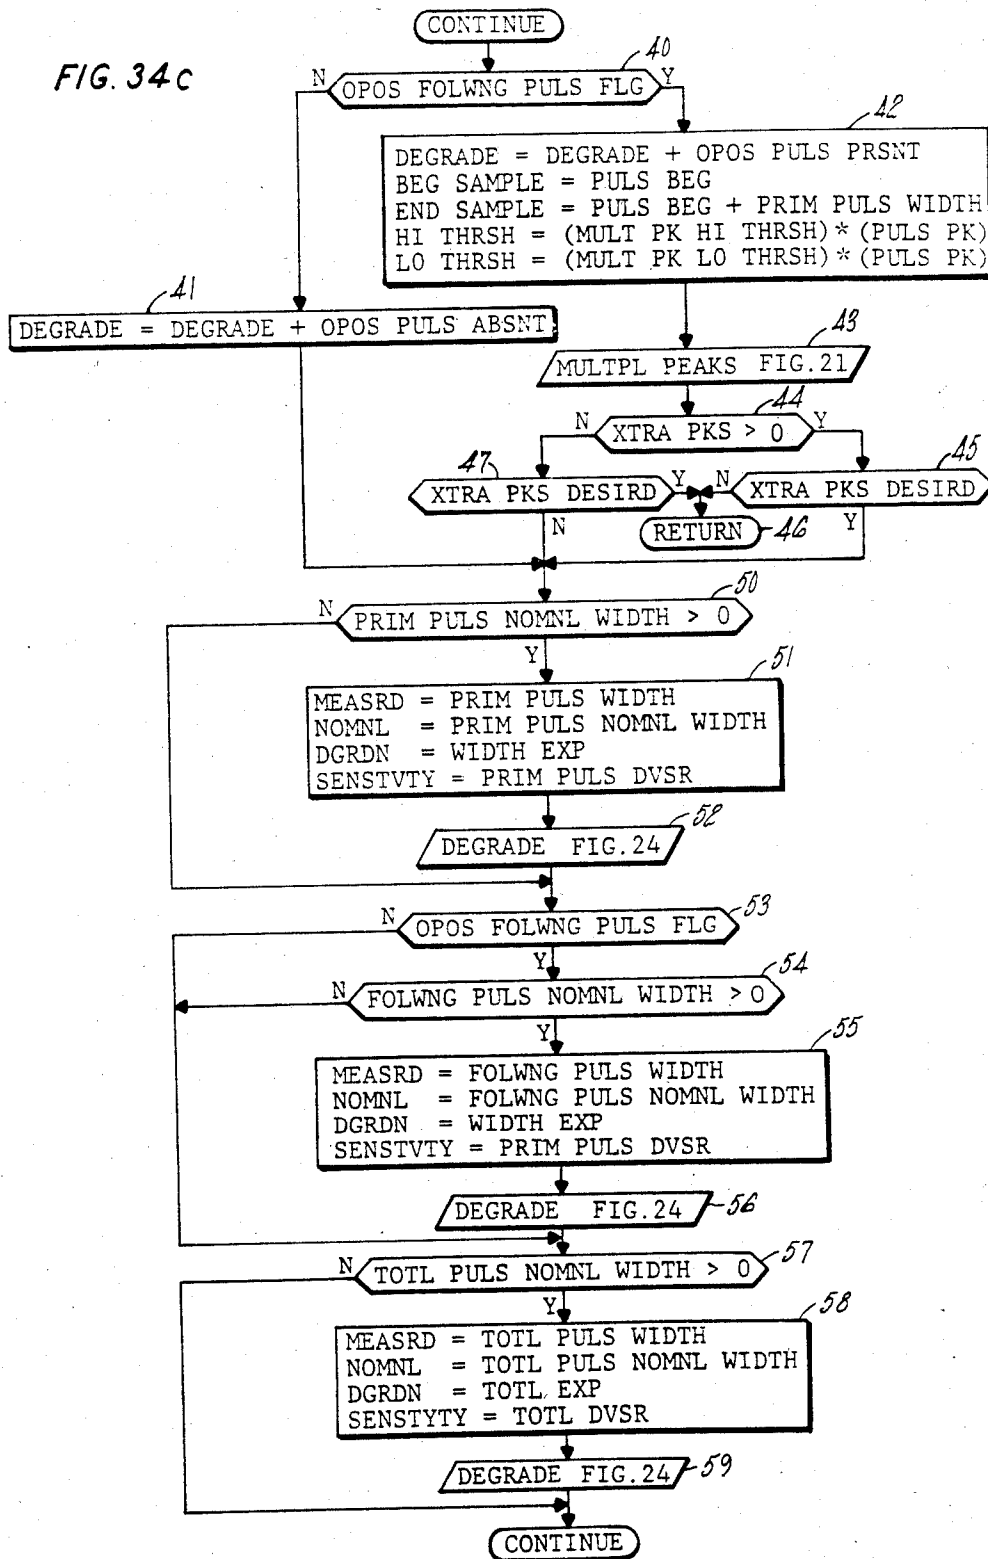 CONTINUE
FIG. 34c
40
N
OPOS FOLWNG PULS FLG
Y
42
DEGRADE = DEGRADE + OPOS PULS PRSNT
BEG SAMPLE = PULS BEG
END SAMPLE = PULS BEG + PRIM PULS WIDTH
HI THRSH = (MULT PK HI THRSH)* (PULS PK)
LO THRSH = (MULT PK LO THRSH)* (PULS PK)
41
DEGRADE = DEGRADE + OPOS PULS ABSNT
43
MULTPL PEAKS FIG.21
44
N
XTRA PKS > 0
Y
47
45
XTRA PKS DESIRD
Y
N
XTRA PKS DESIRD
N
RETURN
46
Y
50
N
PRIM PULS NOMNL WIDTH > 0
Y
51
MEASRD = PRIM PULS WIDTH
NOMNL = PRIM PULS NOMNL WIDTH
DGRDN = WIDTH EXP
SENSTVTY = PRIM PULS DVSR
52
DEGRADE FIG.24
N
OPOS FOLWNG PULS FLG
53
Y
54
N
FOLWNG PULS NOMNL WIDTH > 0
Y
55
MEASRD = FOLWNG PULS WIDTH
NOMNL = FOLWNG PULS NOMNL WIDTH
DGRDN = WIDTH EXP
SENSTVTY = PRIM PULS DVSR
DEGRADE FIG.24
56
N
TOTL PULS NOMNL WIDTH > 0
57
Y
58
MEASRD = TOTL PULS WIDTH
NOMNL = TOTL PULS NOMNL WIDTH
DGRDN = TOTL EXP
SENSTYTY = TOTL DVSR
DEGRADE FIG.24
59
CONTINUE